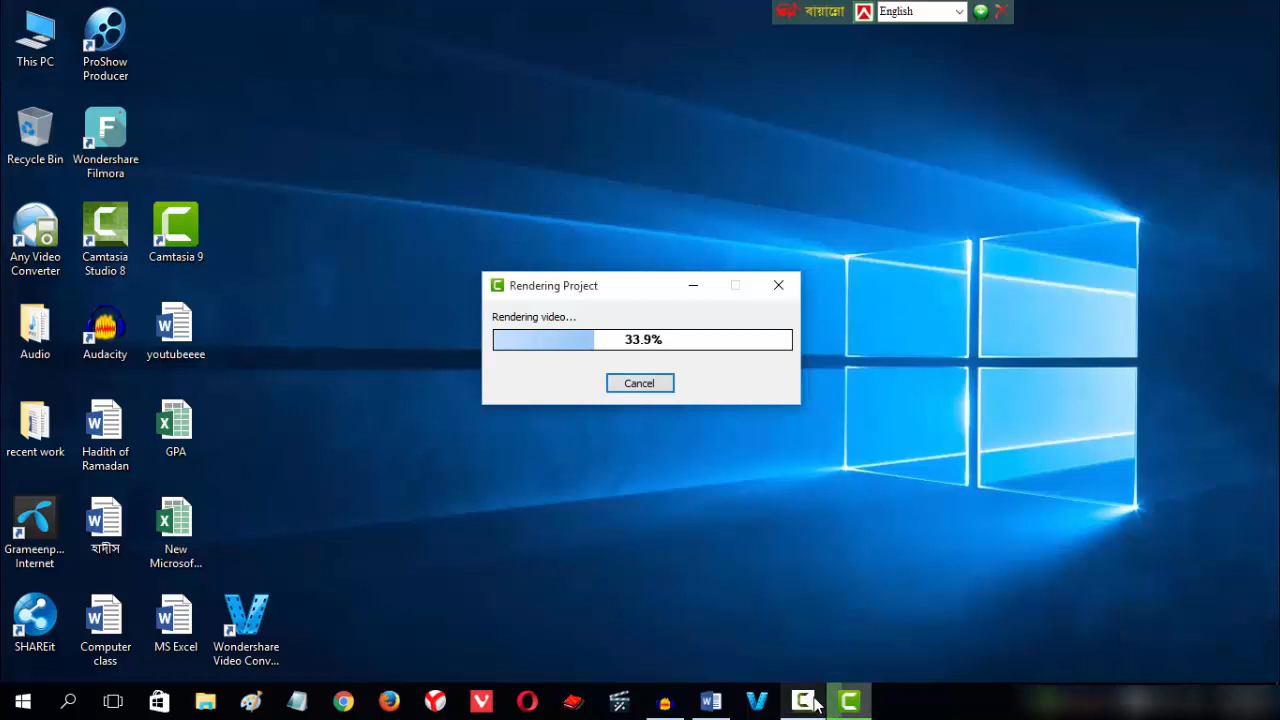 বায়ান্নো
English
This PC
ProShow
Producer
Recycle Bin
Wondershare
Filmora
Any Video
Converter
Camtasia
Studio 8
Camtasia 9
Rendering Project
Rendering video...
33.9%
Cancel
Audio
Audacity
youtubeeee
recent work
Hadith of
Ramadan
GPA
Grameenp...
Internet
হাদীস
New
Microsof...
SHAREit
Computer
class
MS Excel
Wondershare
Video Conv...